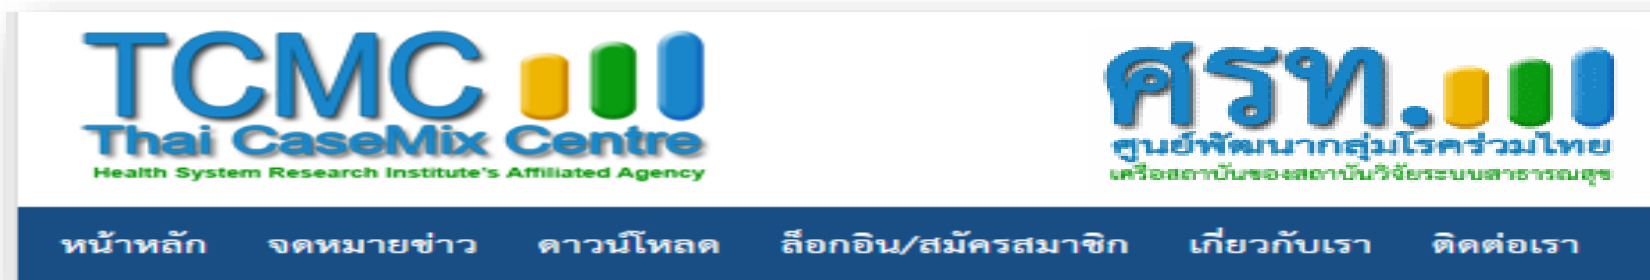 TCMC
Thai CaseMix Centre
Health System Research Institute's Affiliated Agency
ศรท.
ศูนย์พัฒนากลุ่มโรคร่วมไทย
เครือสถาบันของสถาบันวิจัยระบบสาธารณสุข
หน้าหลัก จดหมายข่าว ดาวน์โหลด ล็อกอิน/สมัครสมาชิก เกี่ยวกับเรา ติดต่อเรา